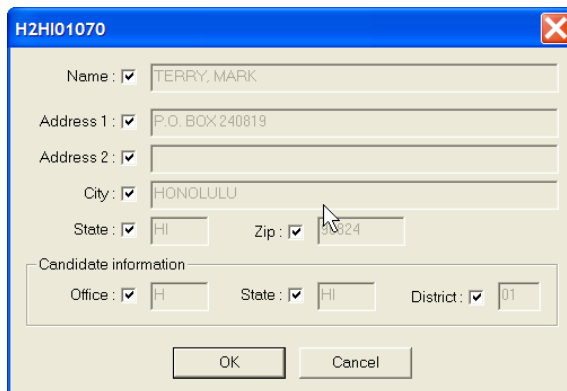 H2HI01070
Name : TERRY, MARK
Address 1 : P.O. BOX 240819
Address 2 :
City : HONOLULU
State : HI Zip :
Candidate information
Office : H State : HI District : 01
OK Cancel